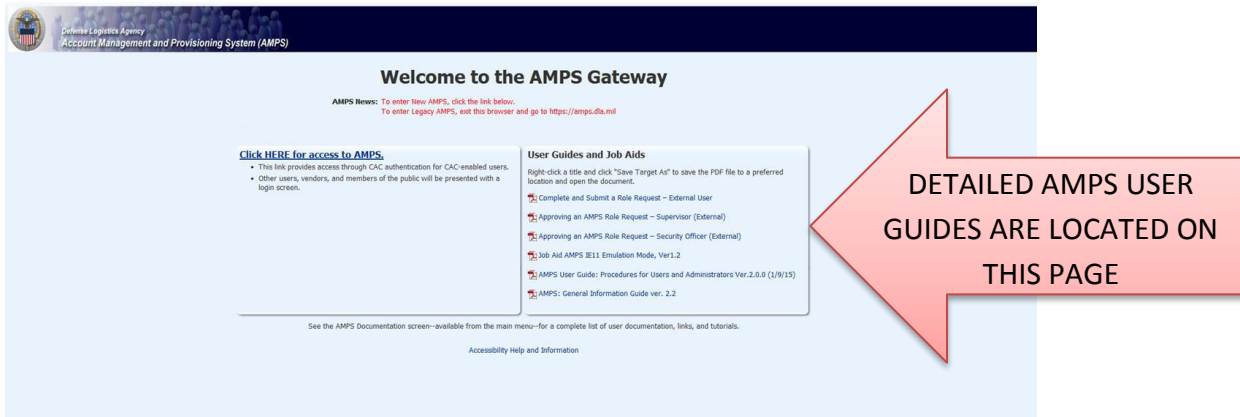 Defense Logistics Agency
Account Management and Provisioning System (AMPS)
Welcome to the AMPS Gateway
AMPS News: To enter New AMPS, click the link below.
To enter Legacy AMPS, exit this browser and go to https://amps.dla.mil
Click HERE for access to AMPS.
• This link provides access through CAC authentication for CAC-enabled users.
• Other users, vendors, and members of the public will be presented with a
login screen.
User Guides and Job Aids
Right-click a title and click "Save Target As" to save the PDF file to a preferred
location and open the document.
Complete and Submit a Role Request – External User
Approving an AMPS Role Request – Supervisor (External)
Approving an AMPS Role Request – Security Officer (External)
Job Aid AMPS IE11 Emulation Mode, Ver1.2
AMPS User Guide: Procedures for Users and Administrators Ver.2.0.0 (1/9/15)
AMPS: General Information Guide ver. 2.2
See the AMPS Documentation screen--available from the main menu--for a complete list of user documentation, links, and tutorials.
Accessibility Help and Information
DETAILED AMPS USER
GUIDES ARE LOCATED ON
THIS PAGE